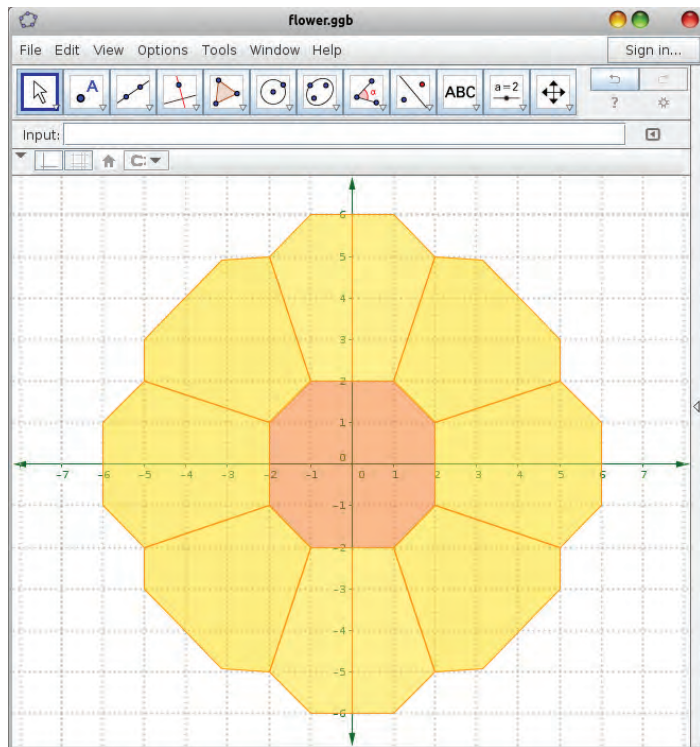 flower.ggb
File Edit View Options Tools Window Help
Sign in...
A
α
ABC
a=2
?
Input:
C:
6
5
4
3
2
1
0
-7 -6 -5 -4 -3 -2 -1 0 1 2 3 4 5 6 7
-1
-2
-3
-4
-5
-6